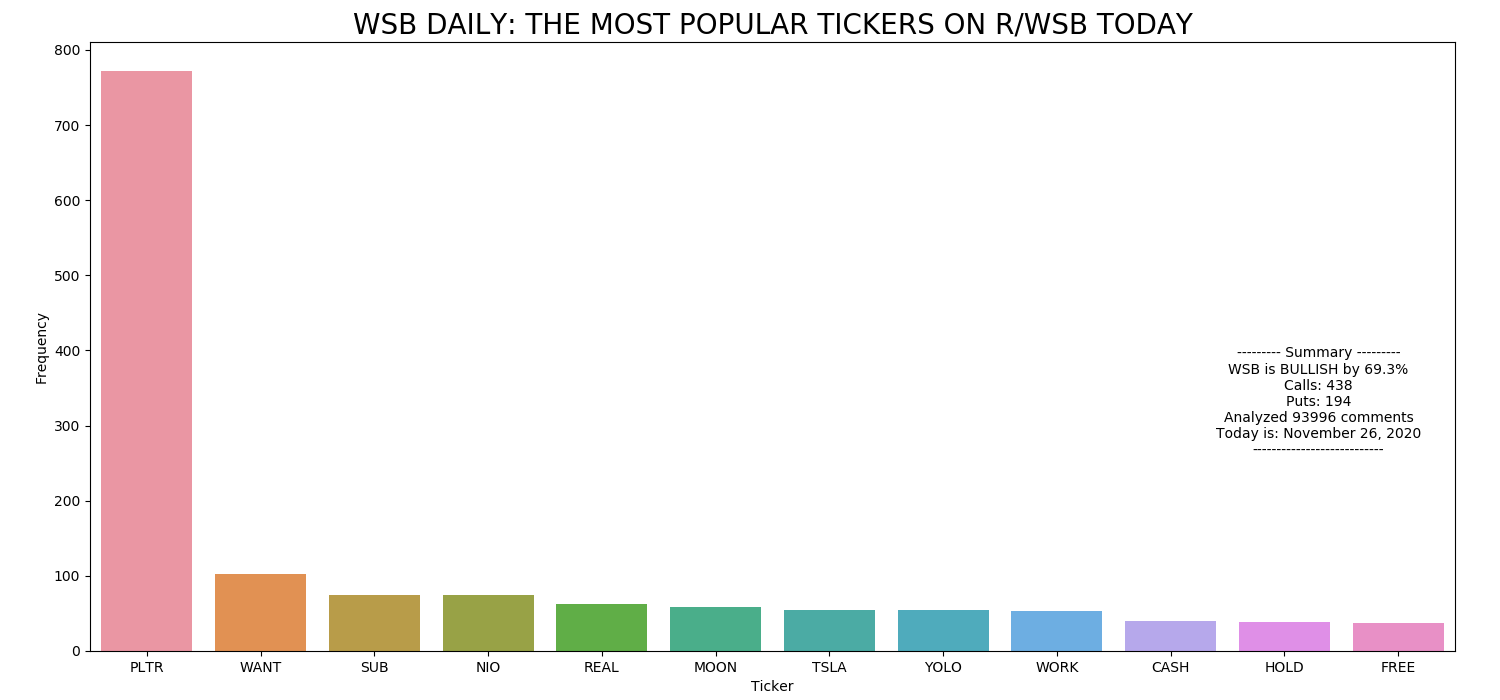 WSB DAILY: THE MOST POPULAR TICKERS ON R/WSB TODAY
800
700
600
500
400
300
200
100
0
Frequency
--------- Summary ---------
WSB is BULLISH by 69.3%
Calls: 438
Puts: 194
Analyzed 93996 comments
Today is: November 26, 2020
---------------------------
PLTR WANT SUB NIO REAL MOON TSLA YOLO WORK CASH HOLD FREE
Ticker